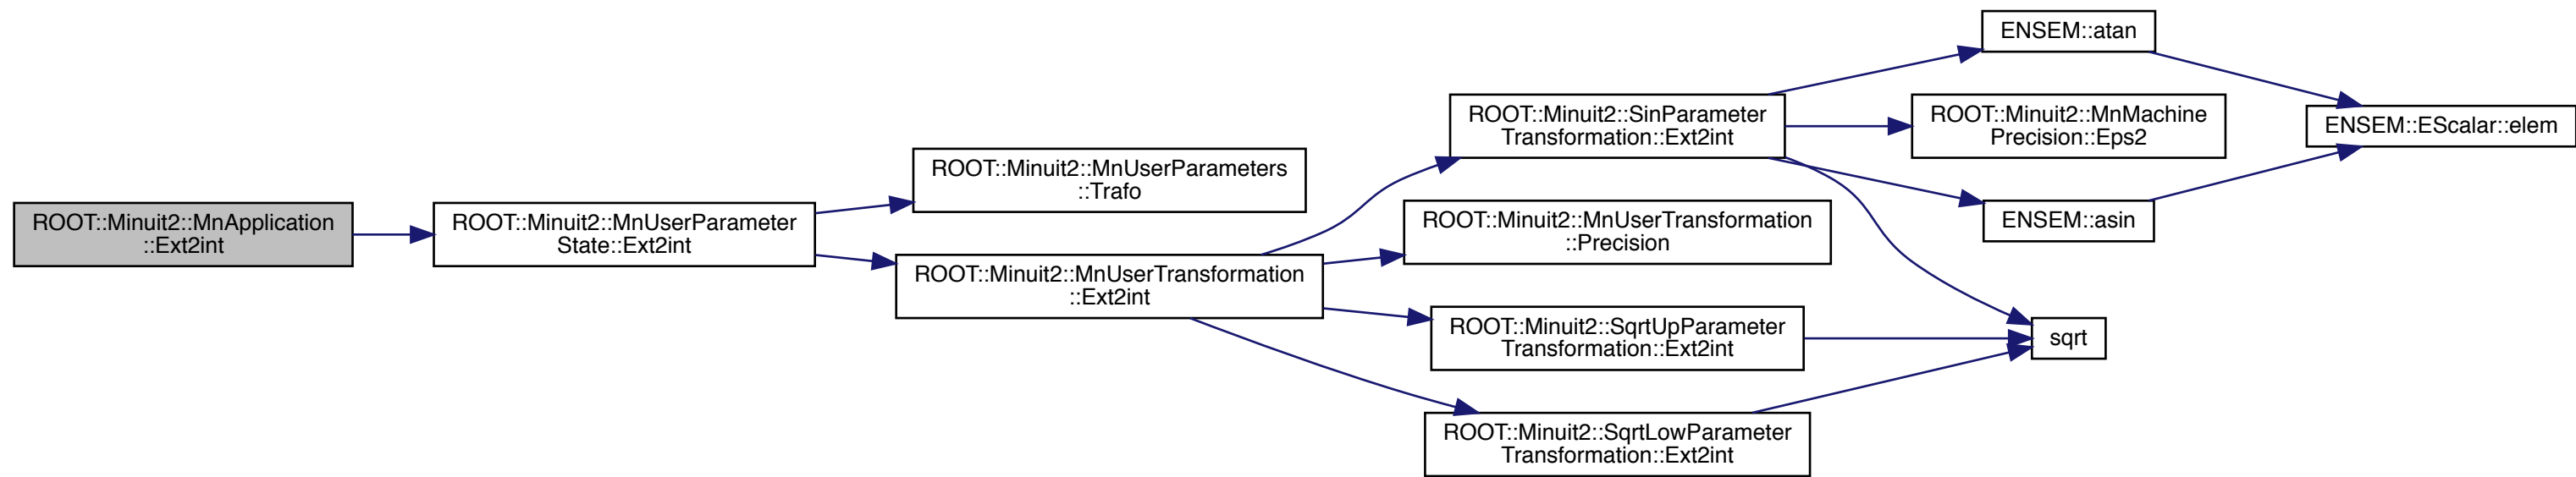 ROOT::Minuit2::MnApplication
::Ext2int
ROOT::Minuit2::MnUserParameter
State::Ext2int
ROOT::Minuit2::MnUserParameters
::Trafo
ROOT::Minuit2::MnUserTransformation
::Ext2int
ROOT::Minuit2::SinParameter
Transformation::Ext2int
ROOT::Minuit2::MnUserTransformation
::Precision
ROOT::Minuit2::SqrtUpParameter
Transformation::Ext2int
ROOT::Minuit2::SqrtLowParameter
Transformation::Ext2int
ENSEM::atan
ROOT::Minuit2::MnMachine
Precision::Eps2
ENSEM::asin
sqrt
ENSEM::EScalar::elem